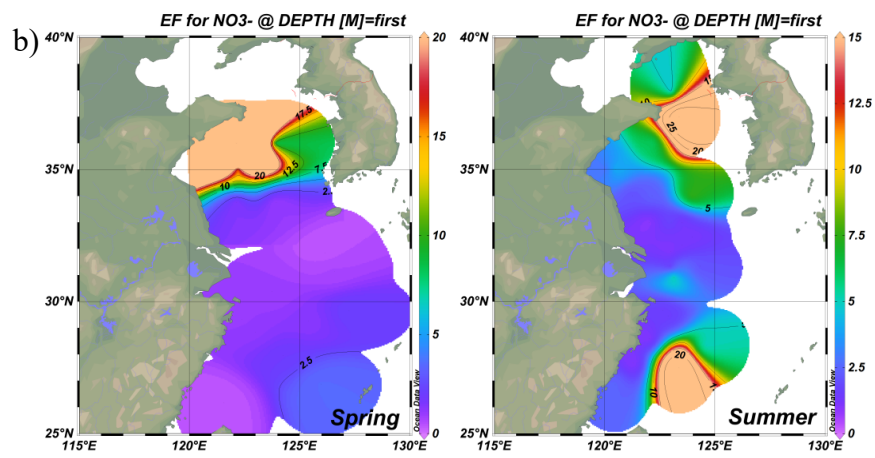 b)
EF for NO3- @ DEPTH [M]=first
40°N
35°N
30°N
25°N
115°E
120°E
125°E
130°E
17.5
12.5
20
10
7.5
2.5
Spring
Ocean Data View
20
15
10
5
0
EF for NO3- @ DEPTH [M]=first
40°N
35°N
30°N
25°N
115°E
120°E
125°E
130°E
10
25
20
5
20
10
Summer
Ocean Data View
15
12.5
10
7.5
5
2.5
0